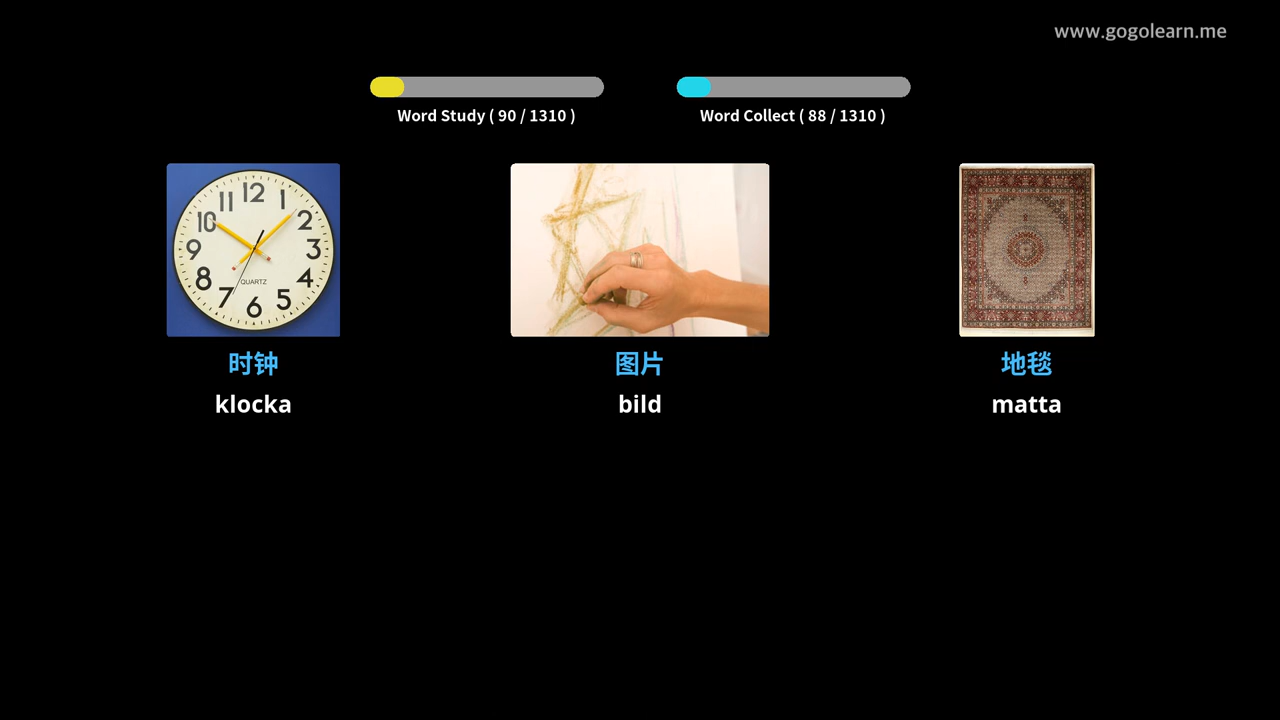 www.gogolearn.me
Word Study ( 90 / 1310 )
Word Collect ( 88 / 1310 )
12
1
2
3
4
5
6
7
8
9
10
11
QUARTZ
时钟
图片
地毯
klocka
bild
matta